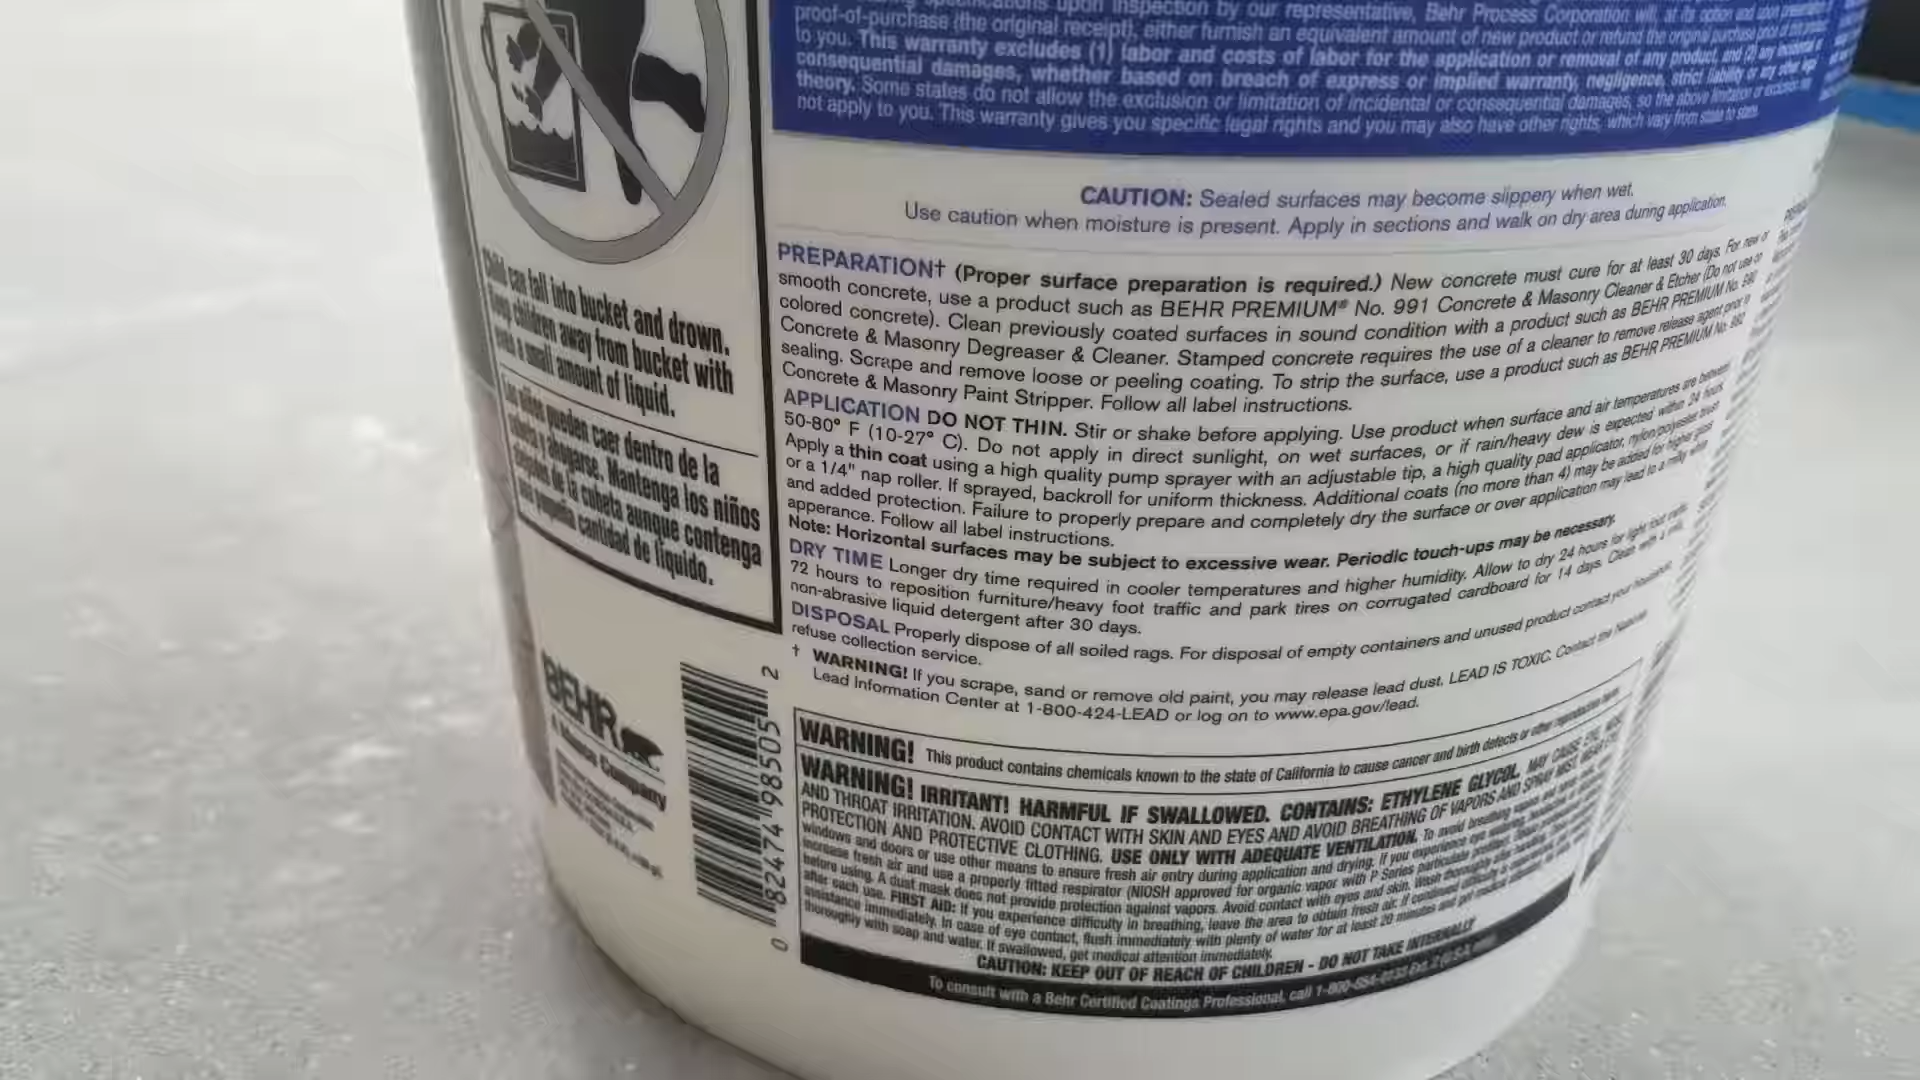 upon inspection by our representative, Behr Process Corporation will, at its option and upon
proof-of-purchase (the original receipt), either furnish an equivalent amount of new product or refund the original purchase price of
to you. This warranty excludes (1) labor and costs of labor for the application or removal of any product, and (2) any incidental or
consequential damages, whether based on breach of express or implied warranty, negligence, strict liability or any other legal
theory. Some states do not allow the exclusion or limitation of incidental or consequential damages, so the above limitation or exclusion may
not apply to you. This warranty gives you specific legal rights and you may also have other rights, which vary from state to state.
CAUTION: Sealed surfaces may become slippery when wet.
Use caution when moisture is present. Apply in sections and walk on dry area during application.
PREPARATION† (Proper surface preparation is required.) New concrete must cure for at least 30 days. For new or
smooth concrete, use a product such as BEHR PREMIUM® No. 991 Concrete & Masonry Cleaner & Etcher (Do not use on
colored concrete). Clean previously coated surfaces in sound condition with a product such as BEHR PREMIUM No. 990
Concrete & Masonry Degreaser & Cleaner. Stamped concrete requires the use of a cleaner to remove release agent prior to
sealing. Scrape and remove loose or peeling coating. To strip the surface, use a product such as BEHR PREMIUM No. 992
Concrete & Masonry Paint Stripper. Follow all label instructions.
APPLICATION DO NOT THIN. Stir or shake before applying. Use product when surface and air temperatures are between
50-80° F (10-27° C). Do not apply in direct sunlight, on wet surfaces, or if rain/heavy dew is expected within 24 hours.
Apply a thin coat using a high quality pump sprayer with an adjustable tip, a high quality pad applicator, nylon/polyester brush
or a 1/4" nap roller. If sprayed, backroll for uniform thickness. Additional coats (no more than 4) may be added for higher gloss
and added protection. Failure to properly prepare and completely dry the surface or over application may lead to a milky white
apperance. Follow all label instructions.
Note: Horizontal surfaces may be subject to excessive wear. Periodic touch-ups may be necessary.
DRY TIME Longer dry time required in cooler temperatures and higher humidity. Allow to dry 24 hours for light foot traffic
72 hours to reposition furniture/heavy foot traffic and park tires on corrugated cardboard for 14 days. Clean with a mild,
non-abrasive liquid detergent after 30 days.
DISPOSAL Properly dispose of all soiled rags. For disposal of empty containers and unused product contact your household
refuse collection service.
† WARNING! If you scrape, sand or remove old paint, you may release lead dust. LEAD IS TOXIC. Contact the National
Lead Information Center at 1-800-424-LEAD or log on to www.epa.gov/lead.
WARNING! This product contains chemicals known to the state of California to cause cancer and birth defects or other reproductive harm.
WARNING! IRRITANT! HARMFUL IF SWALLOWED. CONTAINS: ETHYLENE GLYCOL. MAY CAUSE EYE, NOSE
AND THROAT IRRITATION. AVOID CONTACT WITH SKIN AND EYES AND AVOID BREATHING OF VAPORS AND SPRAY MIST. WEAR EYE
PROTECTION AND PROTECTIVE CLOTHING. USE ONLY WITH ADEQUATE VENTILATION. To avoid breathing vapors and spray mist, open
windows and doors or use other means to ensure fresh air entry during application and drying. If you experience eye watering, headaches
increase fresh air and use a properly fitted respirator (NIOSH approved for organic vapor with P Series particulate prefilter)
before using. A dust mask does not provide protection against vapors. Avoid contact with eyes and skin. Wash thoroughly after handling
after each use. FIRST AID: If you experience difficulty in breathing, leave the area to obtain fresh air. If continued difficulty is experienced, get medical
assistance immediately. In case of eye contact, flush immediately with plenty of water for at least 20 minutes and get medical
thoroughly with soap and water. If swallowed, get medical attention immediately.
CAUTION: KEEP OUT OF REACH OF CHILDREN - DO NOT TAKE INTERNALLY
To consult with a Behr Certified Coatings Professional, call 1-800-854-
Child can fall into bucket and drown.
Keep children away from bucket with
even a small amount of liquid.
Los niños pueden caer dentro de la
cubeta y ahogarse. Mantenga los niños
alejados de la cubeta aunque contenga
una pequeña cantidad de líquido.
BEHR
A Masco Company
0 82474 98505 2